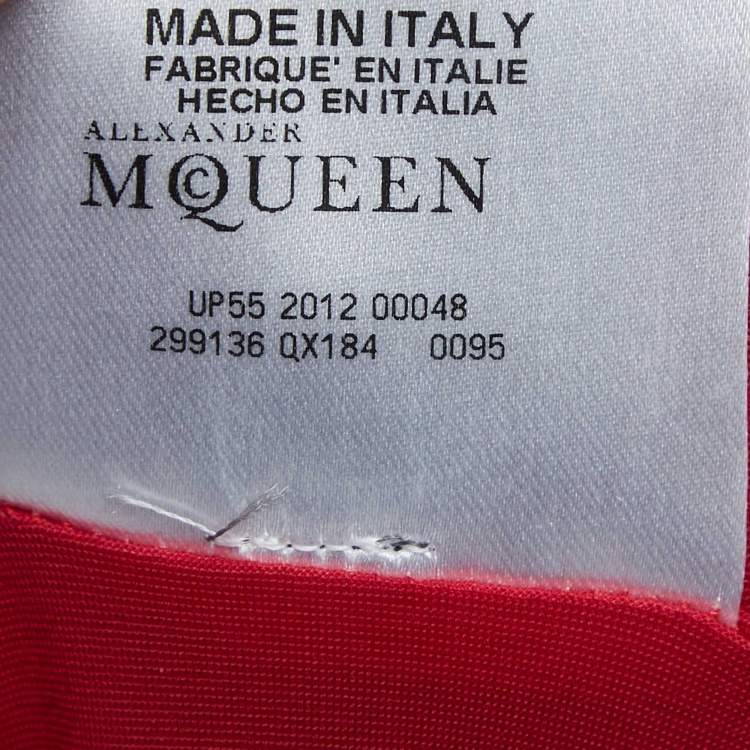 MADE IN ITALY
FABRIQUE' EN ITALIE
HECHO EN ITALIA
ALEXANDER
MCQUEEN
UP55 2012 00048
299136 QX184 0095